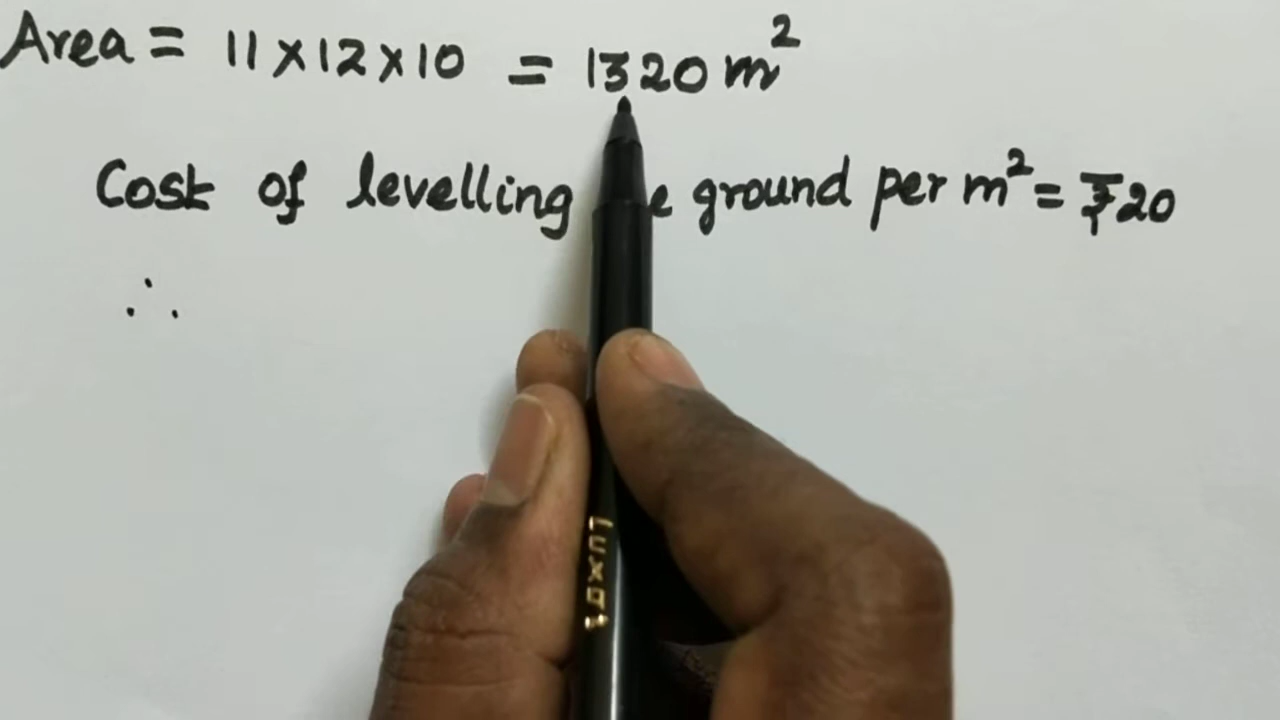 Area = 11 × 12 × 10 = 1320 m²
Cost of levelling e ground per m² = ₹20
∴
LUXOR